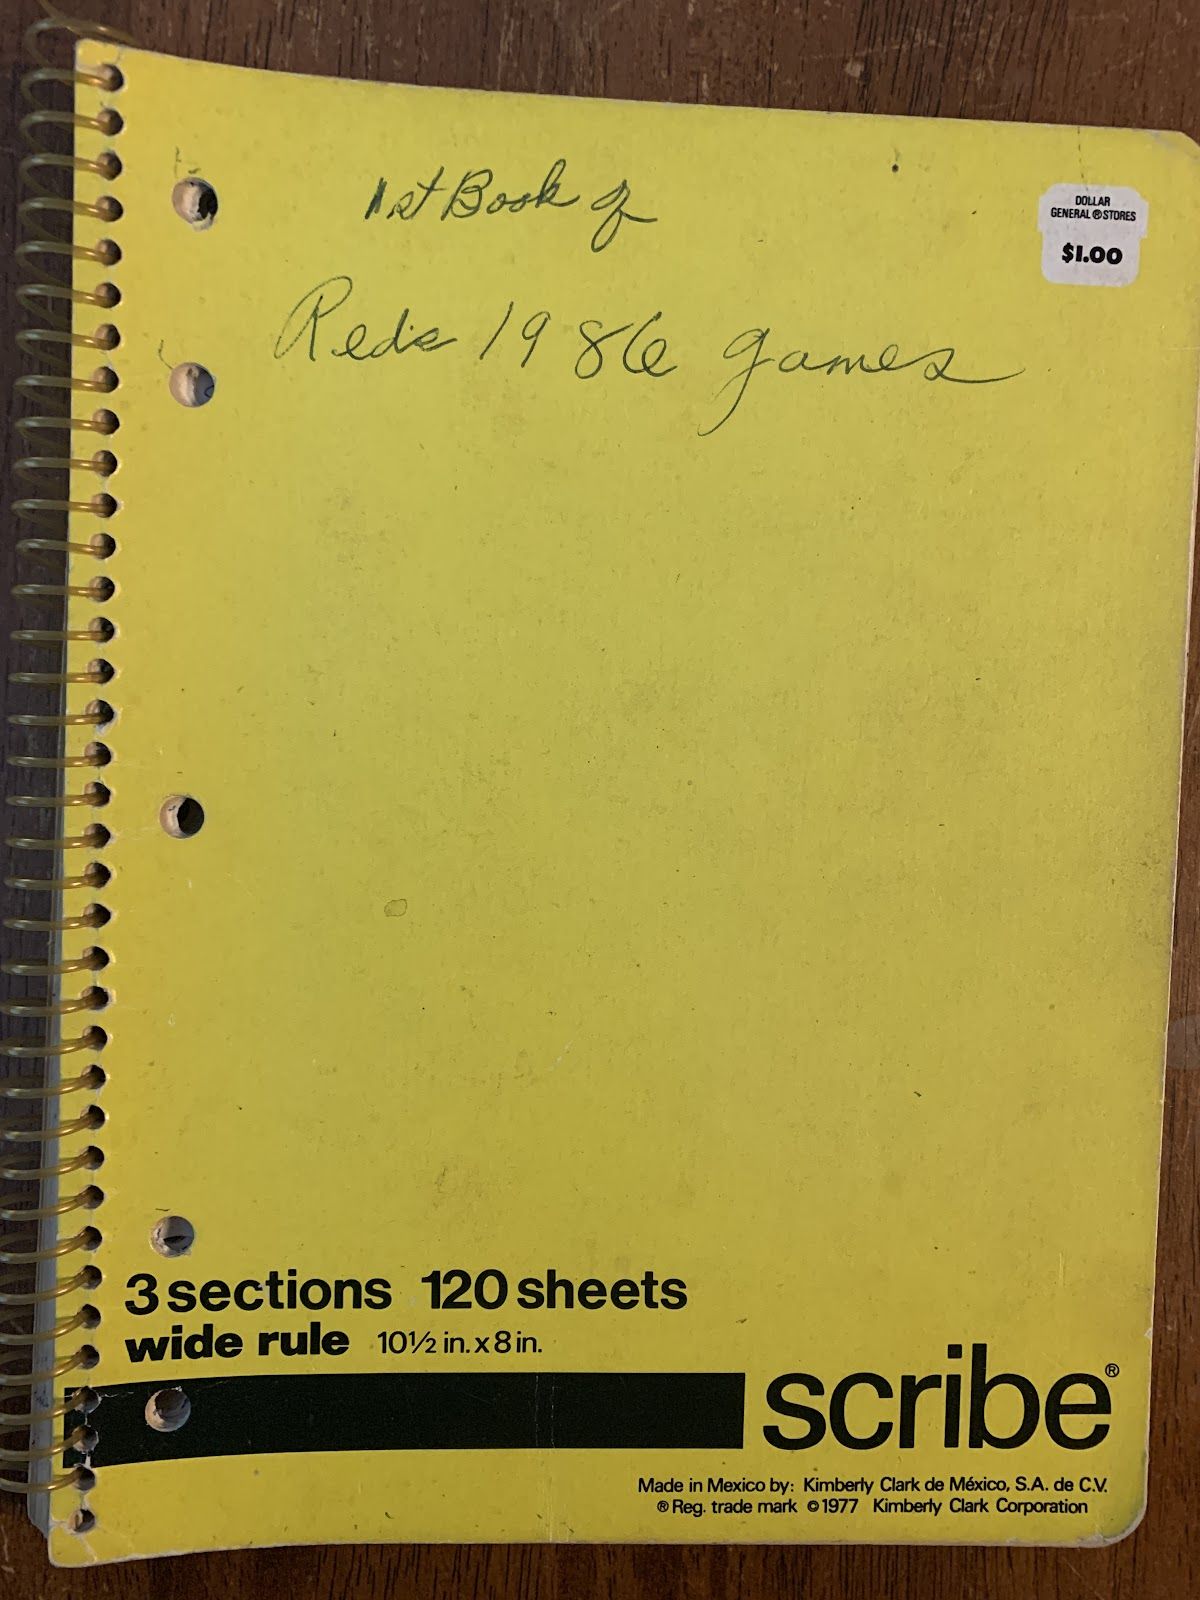 1st Book of
Reds 1986 games
DOLLAR
GENERAL ® STORES
$1.00
3 sections 120 sheets
wide rule 10½ in. x 8 in.
scribe®
Made in Mexico by: Kimberly Clark de México, S.A. de C.V.
® Reg. trade mark © 1977 Kimberly Clark Corporation